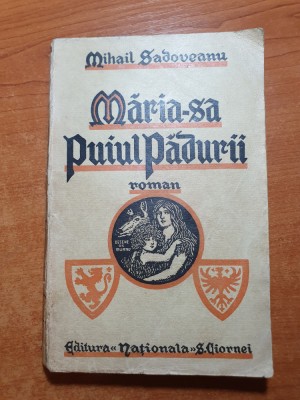 Mihail Sadoveanu
Măria-sa
Puiul Pădurii
roman
Editura «Naţionala» S. Ciornei